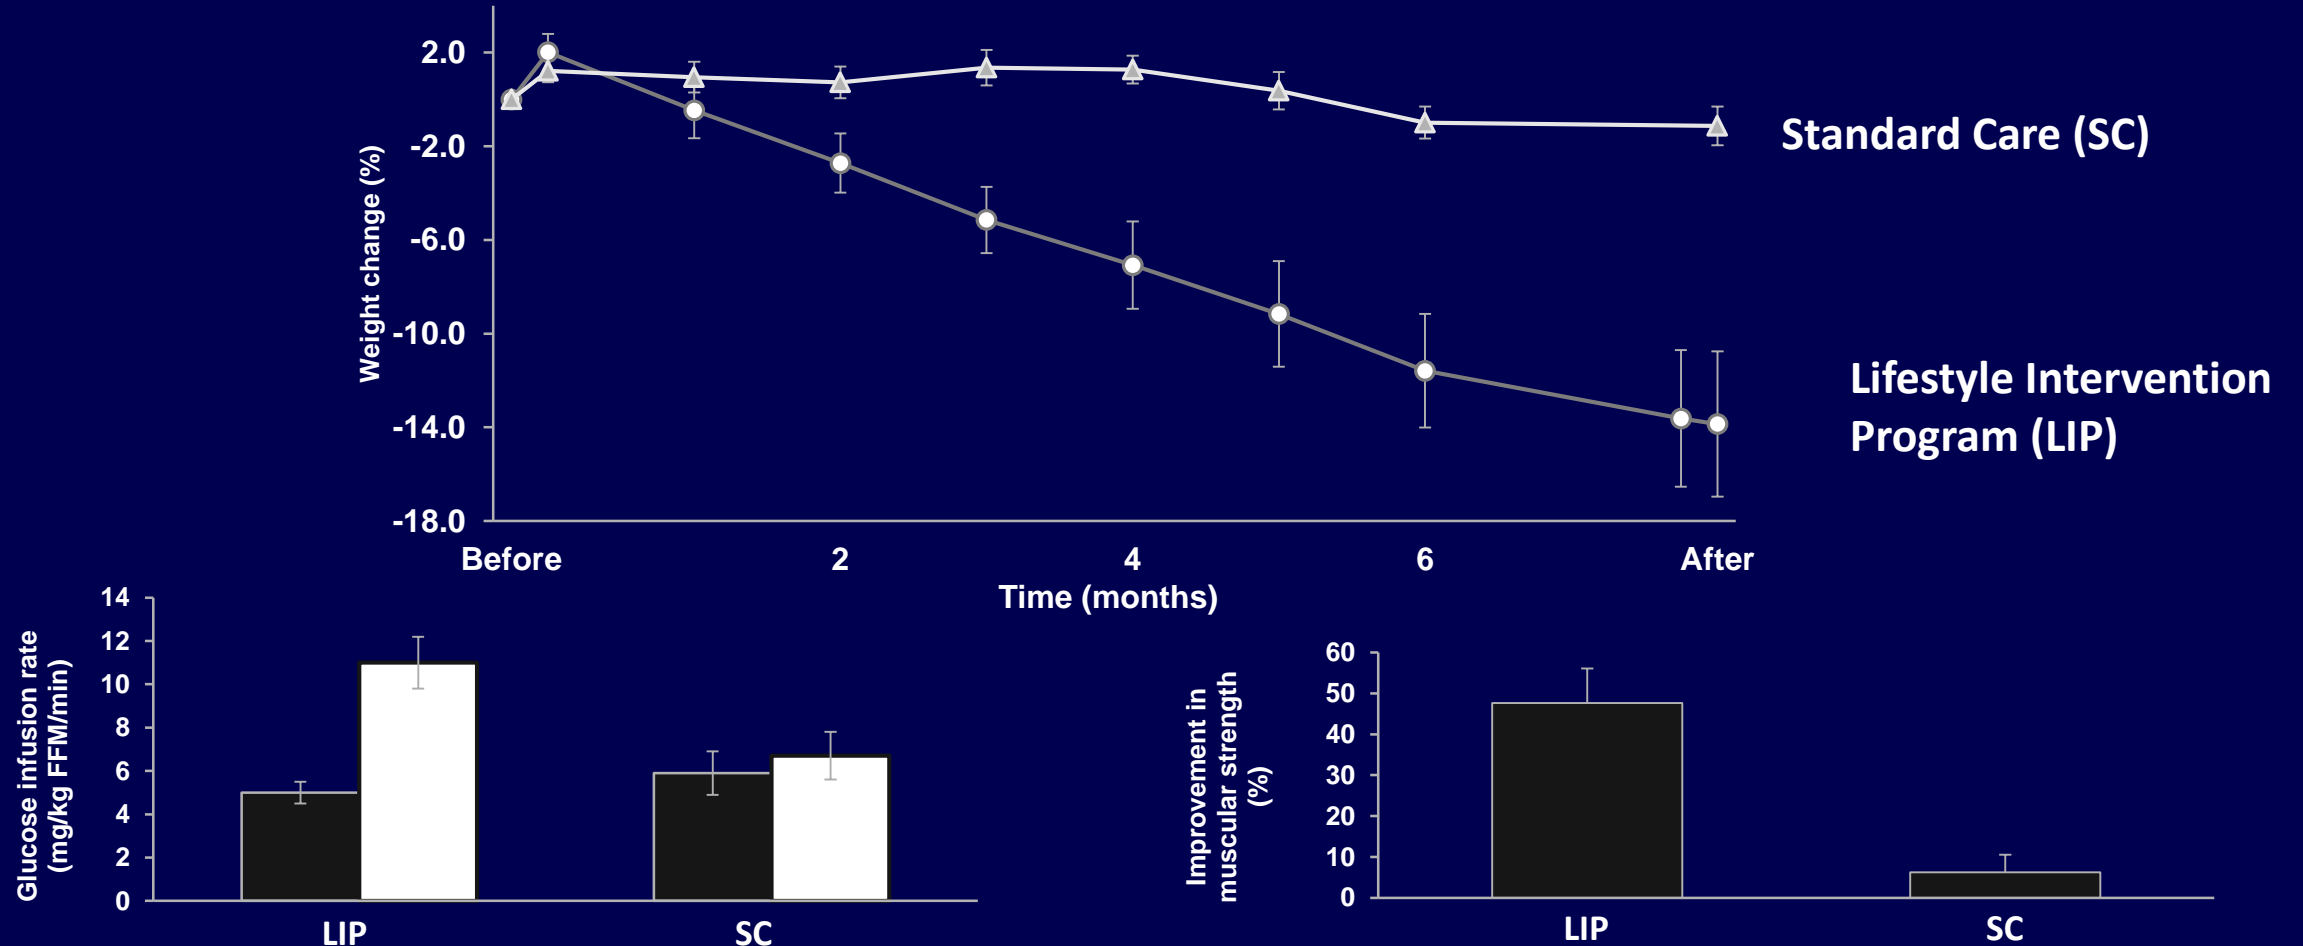 2.0
-2.0
-6.0
-10.0
-14.0
-18.0
Weight change (%)
Standard Care (SC)
Lifestyle Intervention
Program (LIP)
Before 2 4 6 After
Time (months)
14
12
10
8
6
4
2
0
Glucose infusion rate
(mg/kg FFM/min)
LIP SC
60
50
40
30
20
10
0
Improvement in
muscular strength
(%)
LIP SC